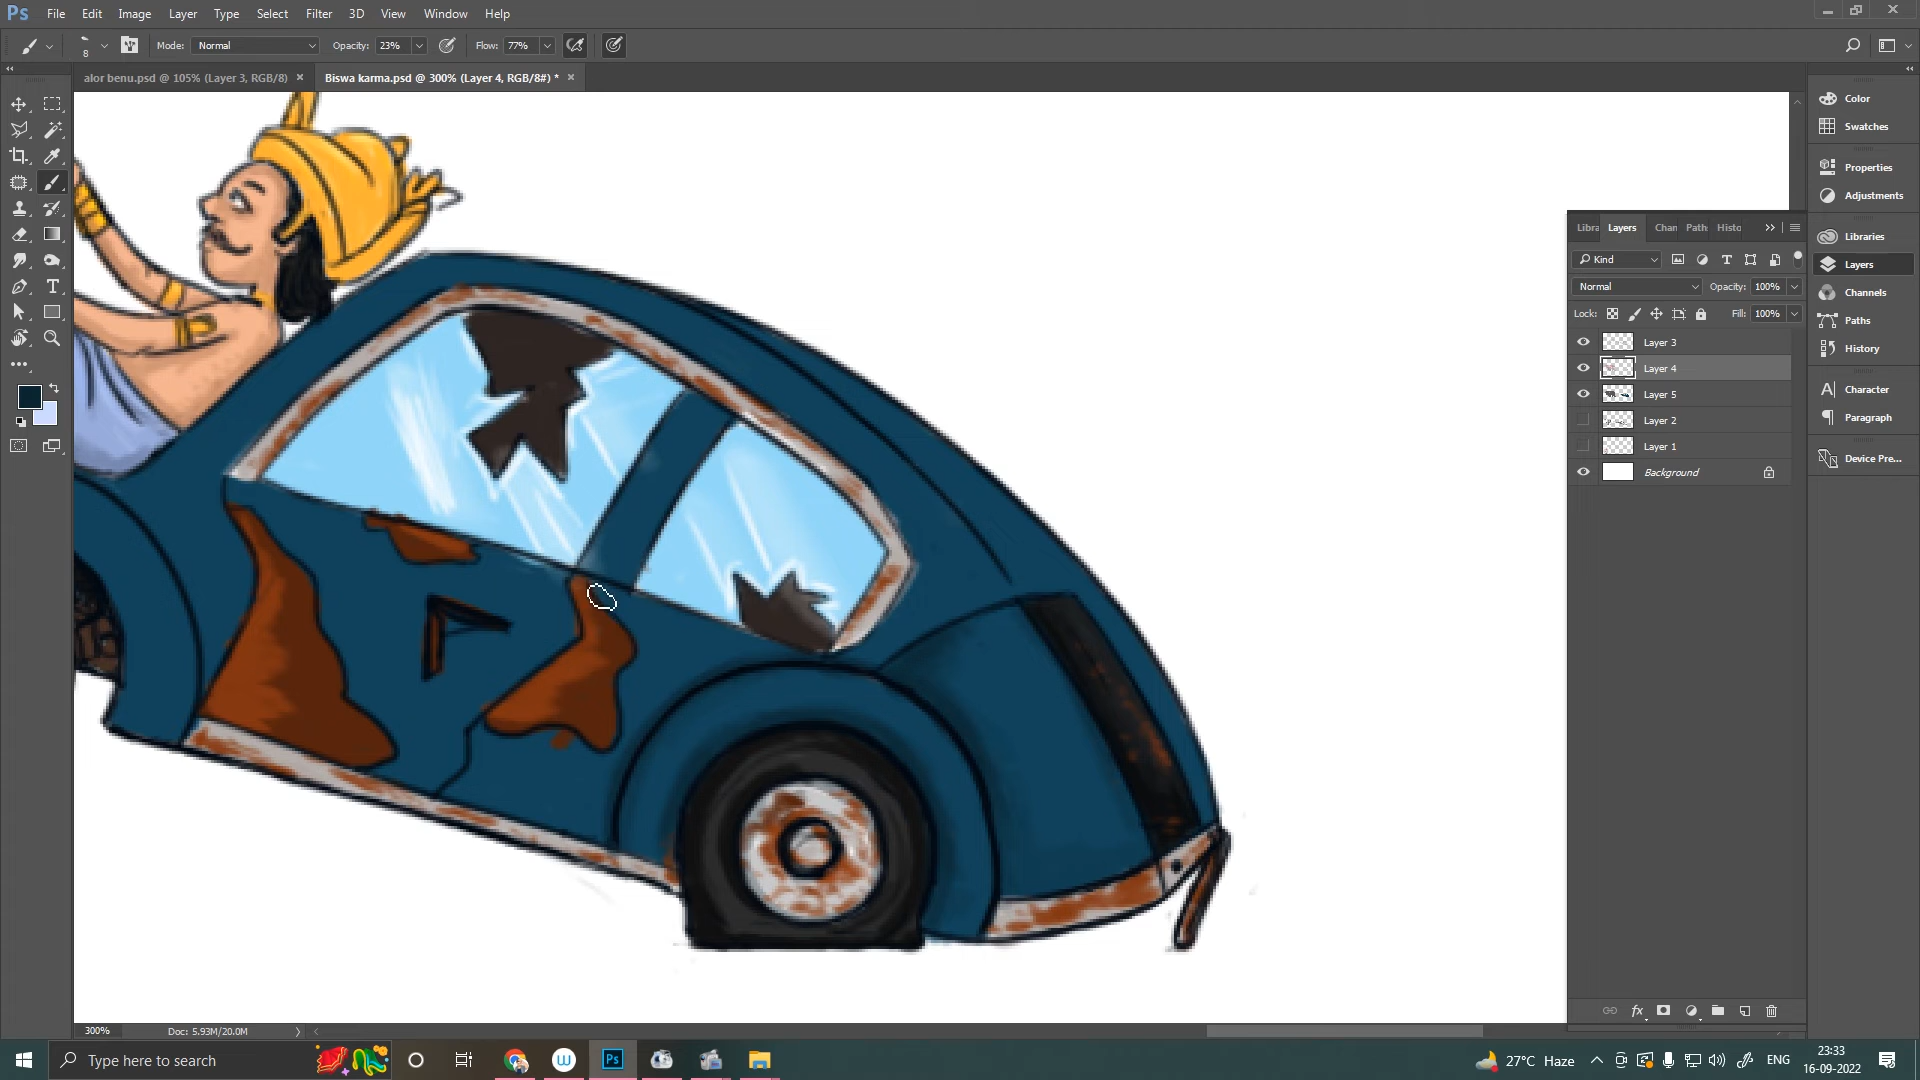 Ps File Edit Image Layer Type Select Filter 3D View Window Help
8 Mode: Normal Opacity: 23% Flow: 77%
alor benu.psd @ 105% (Layer 3, RGB/8) × Biswa karma.psd @ 300% (Layer 4, RGB/8#) * ×
Color
Swatches
Properties
Adjustments
Libraries
Layers
Channels
Paths
History
Character
Paragraph
Device Pre...
Libra Layers Chan Path Histo
Kind
Normal Opacity: 100%
Lock: Fill: 100%
Layer 3
Layer 4
Layer 5
Layer 2
Layer 1
Background
fx
300% Doc: 5.93M/20.0M
Type here to search
27°C Haze ENG 23:33
16-09-2022